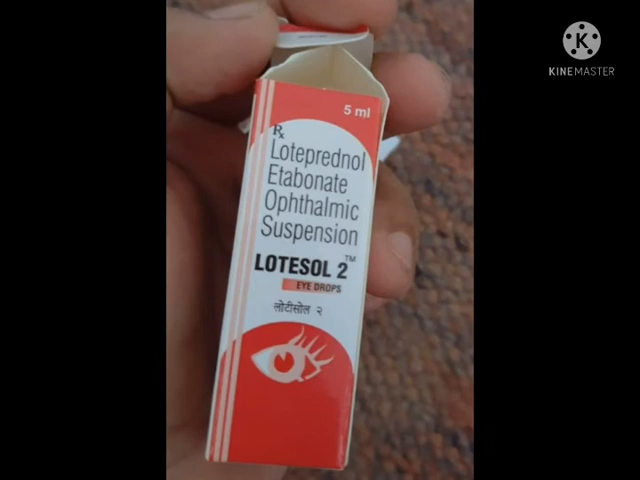 KINEMASTER
5 ml
Rx
Loteprednol
Etabonate
Ophthalmic
Suspension
LOTESOL 2™
EYE DROPS
लोटीसोल २